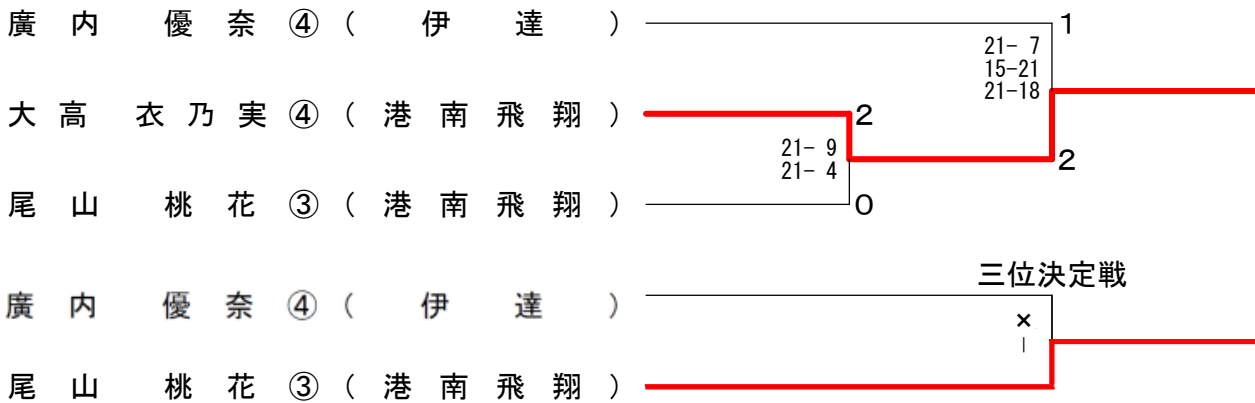 廣内 優奈④(伊達) 1
21- 7
15-21
21-18
大高 衣乃実④(港南飛翔) 2
21- 9
21- 4
2
尾山 桃花③(港南飛翔) 0
三位決定戦
廣内 優奈④(伊達)
×
|
尾山 桃花③(港南飛翔)